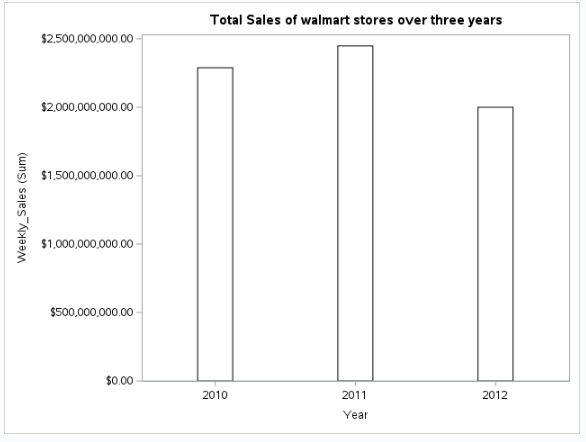 Total Sales of walmart stores over three years
$2,500,000,000.00
$2,000,000,000.00
$1,500,000,000.00
$1,000,000,000.00
$500,000,000.00
$0.00
Weekly_Sales (Sum)
2010 2011 2012
Year